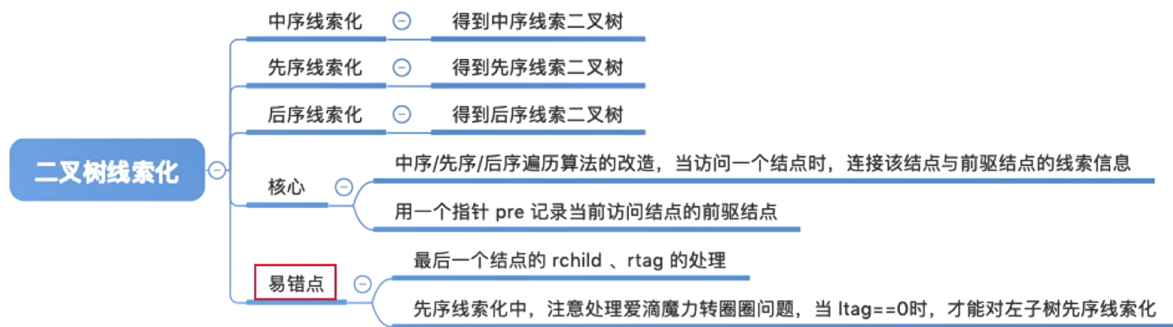 中序线索化
得到中序线索二叉树
先序线索化
得到先序线索二叉树
后序线索化
得到后序线索二叉树
二叉树线索化
核心
中序/先序/后序遍历算法的改造，当访问一个结点时，连接该结点与前驱结点的线索信息
用一个指针 pre 记录当前访问结点的前驱结点
易错点
最后一个结点的 rchild 、rtag 的处理
先序线索化中，注意处理爱滴魔力转圈圈问题，当 ltag==0时，才能对左子树先序线索化